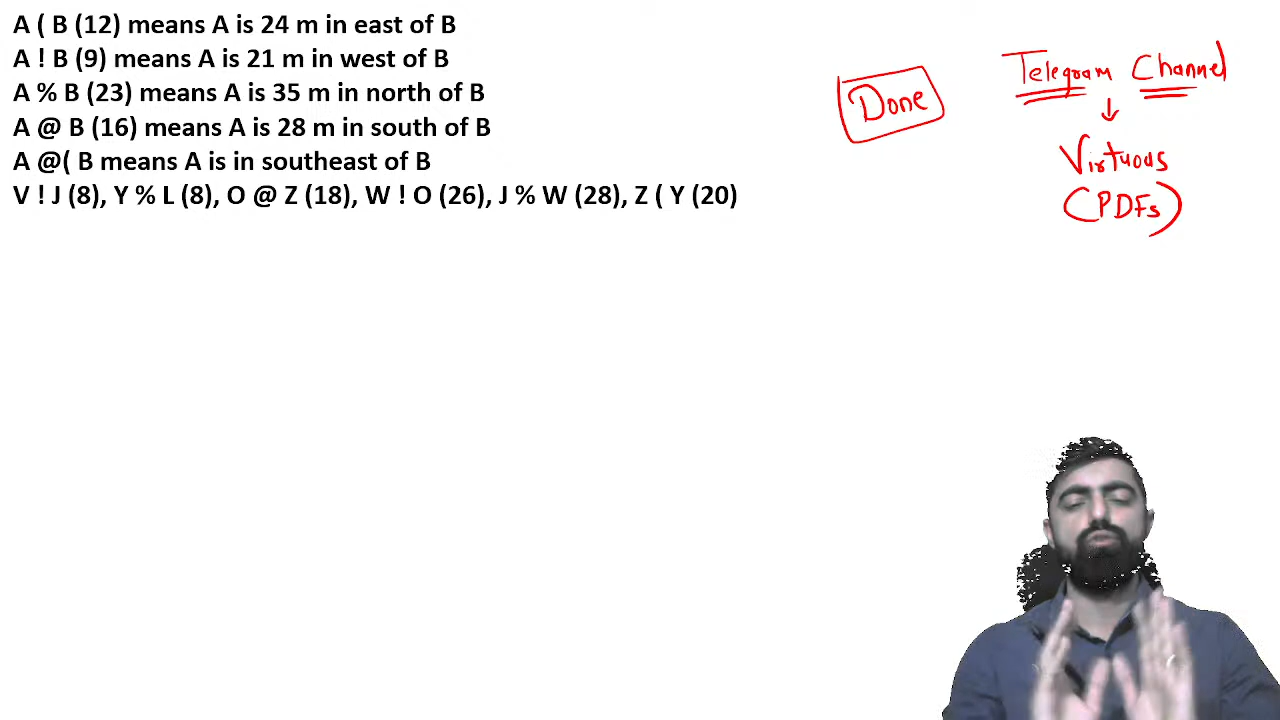 A ( B (12) means A is 24 m in east of B
A ! B (9) means A is 21 m in west of B
A % B (23) means A is 35 m in north of B
A @ B (16) means A is 28 m in south of B
A @( B means A is in southeast of B
V ! J (8), Y % L (8), O @ Z (18), W ! O (26), J % W (28), Z ( Y (20)
Done
Telegram Channel
Virtuous
(PDFs)